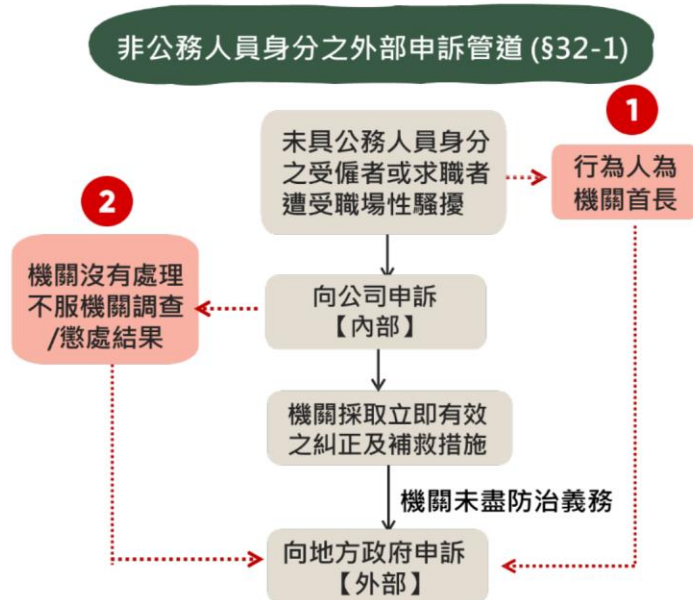 非公務人員身分之外部申訴管道 (§32-1)
1
未具公務人員身分
之受僱者或求職者
遭受職場性騷擾
行為人為
機關首長
2
機關沒有處理
不服機關調查
/懲處結果
向公司申訴
【內部】
機關採取立即有效
之糾正及補救措施
機關未盡防治義務
向地方政府申訴
【外部】